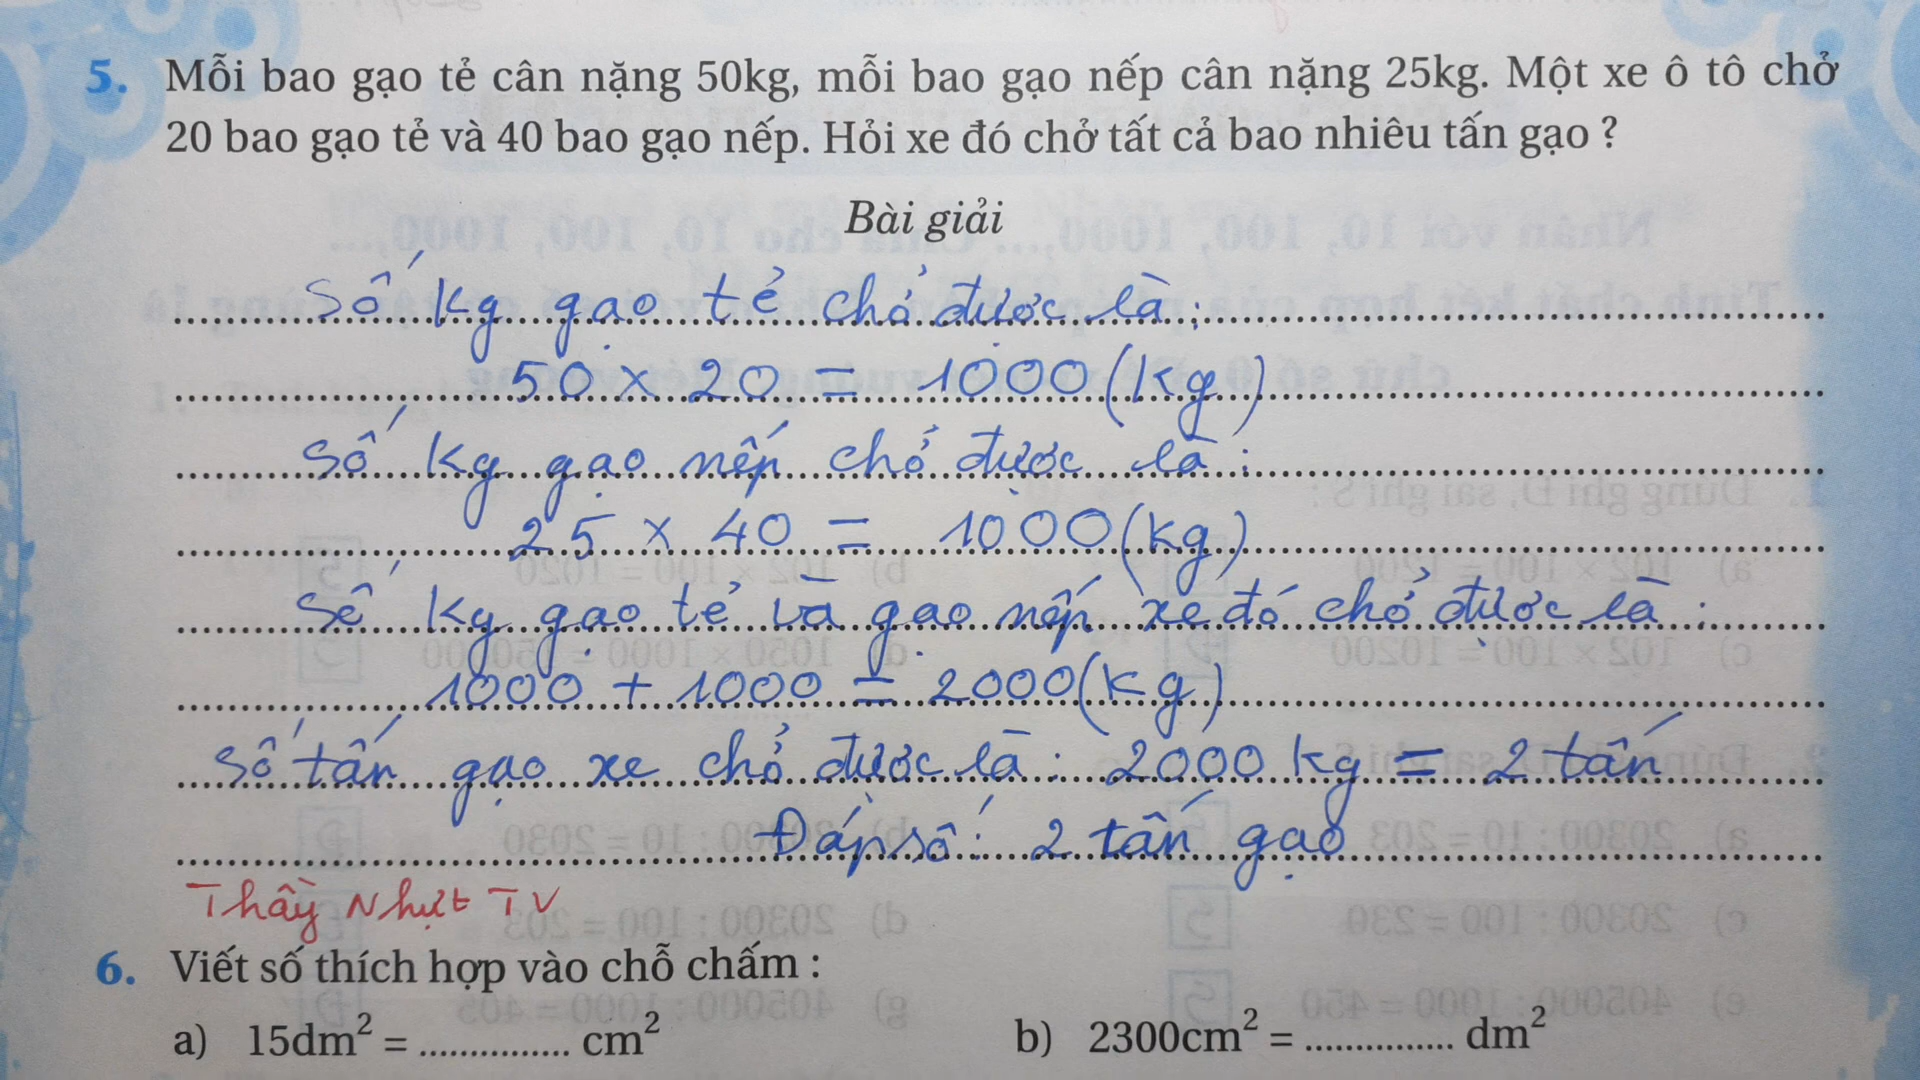 5. Mỗi bao gạo tẻ cân nặng 50kg, mỗi bao gạo nếp cân nặng 25kg. Một xe ô tô chở
20 bao gạo tẻ và 40 bao gạo nếp. Hỏi xe đó chở tất cả bao nhiêu tấn gạo ?
Bài giải
Số kg gạo tẻ chở được là:
50 x 20 = 1000 (kg)
Số kg gạo nếp chở được là:
25 x 40 = 1000 (kg)
Số kg gạo tẻ và gạo nếp xe đó chở được là :
1000 + 1000 = 2000 (kg)
Số tấn gạo xe chở được là : 2000 kg = 2 tấn
Đáp số: 2 tấn gạo
Thầy Nhựt TV
6. Viết số thích hợp vào chỗ chấm :
a) 15dm² = ............... cm²
b) 2300cm² = ............... dm²